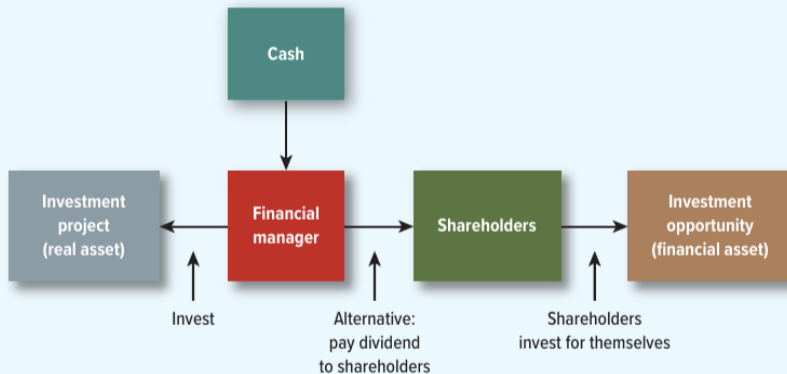 Cash
Investment
project
(real asset)
Financial
manager
Shareholders
Investment
opportunity
(financial asset)
Invest
Alternative:
pay dividend
to shareholders
Shareholders
invest for themselves